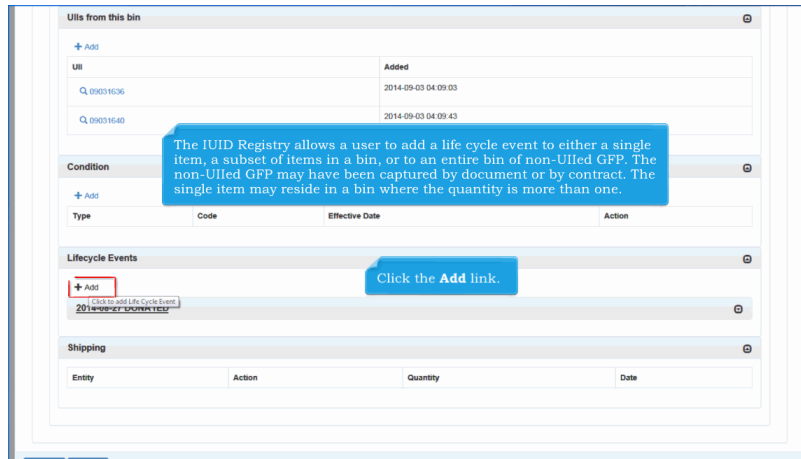 UIIs from this bin
+ Add
UII Added
09031636 2014-09-03 04:09:03
09031640 2014-09-03 04:09:43
The IUID Registry allows a user to add a life cycle event to either a single
item, a subset of items in a bin, or to an entire bin of non-UIIed GFP. The
non-UIIed GFP may have been captured by document or by contract. The
single item may reside in a bin where the quantity is more than one.
Condition
+ Add
Type Code Effective Date Action
Lifecycle Events
Click the Add link.
+ Add
Click to add Life Cycle Event
2014-08-27 DONATED
Shipping
Entity Action Quantity Date